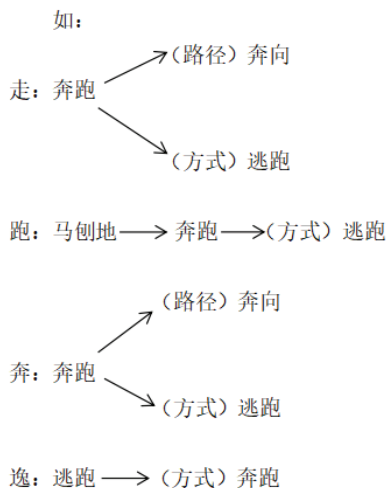 如：
（路径）奔向
走：奔跑
（方式）逃跑
跑：马刨地 奔跑 （方式）逃跑
（路径）奔向
奔：奔跑
（方式）逃跑
逸：逃跑 （方式）奔跑